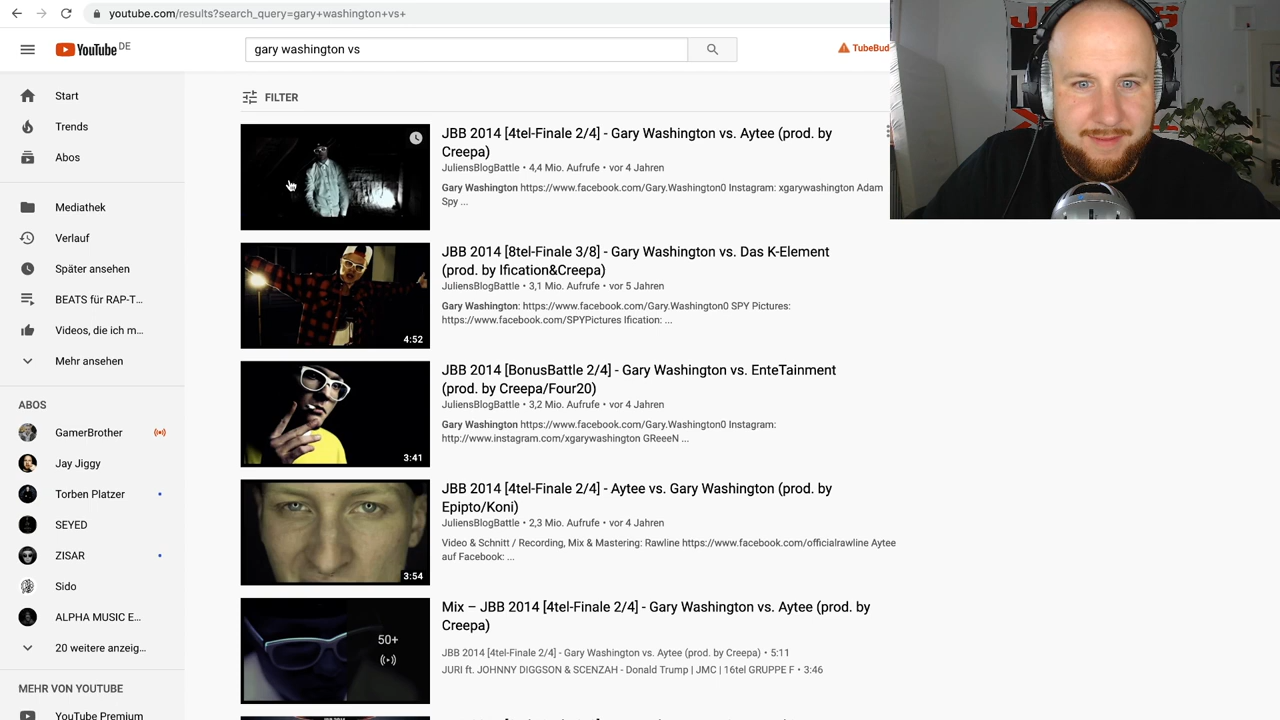 youtube.com/results?search_query=gary+washington+vs+
YouTube DE
gary washington vs
TubeBud
Start
Trends
Abos
Mediathek
Verlauf
Später ansehen
BEATS für RAP-T...
Videos, die ich m...
Mehr ansehen
ABOS
GamerBrother
Jay Jiggy
Torben Platzer
SEYED
ZISAR
Sido
ALPHA MUSIC E...
20 weitere anzeig...
MEHR VON YOUTUBE
YouTube Premium
FILTER
JBB 2014 [4tel-Finale 2/4] - Gary Washington vs. Aytee (prod. by
Creepa)
JuliensBlogBattle • 4,4 Mio. Aufrufe • vor 4 Jahren
Gary Washington https://www.facebook.com/Gary.Washington0 Instagram: xgarywashington Adam
Spy ...
4:52
JBB 2014 [8tel-Finale 3/8] - Gary Washington vs. Das K-Element
(prod. by Ification&Creepa)
JuliensBlogBattle • 3,1 Mio. Aufrufe • vor 5 Jahren
Gary Washington: https://www.facebook.com/Gary.Washington0 SPY Pictures:
https://www.facebook.com/SPYPictures Ification: ...
3:41
JBB 2014 [BonusBattle 2/4] - Gary Washington vs. EnteTainment
(prod. by Creepa/Four20)
JuliensBlogBattle • 3,2 Mio. Aufrufe • vor 4 Jahren
Gary Washington https://www.facebook.com/Gary.Washington0 Instagram:
http://www.instagram.com/xgarywashington GReeeN ...
3:54
JBB 2014 [4tel-Finale 2/4] - Aytee vs. Gary Washington (prod. by
Epipto/Koni)
JuliensBlogBattle • 2,3 Mio. Aufrufe • vor 4 Jahren
Video & Schnitt / Recording, Mix & Mastering: Rawline https://www.facebook.com/officialrawline Aytee
auf Facebook: ...
50+
Mix – JBB 2014 [4tel-Finale 2/4] - Gary Washington vs. Aytee (prod. by
Creepa)
JBB 2014 [4tel-Finale 2/4] - Gary Washington vs. Aytee (prod. by Creepa) • 5:11
JURI ft. JOHNNY DIGGSON & SCENZAH - Donald Trump | JMC | 16tel GRUPPE F • 3:46